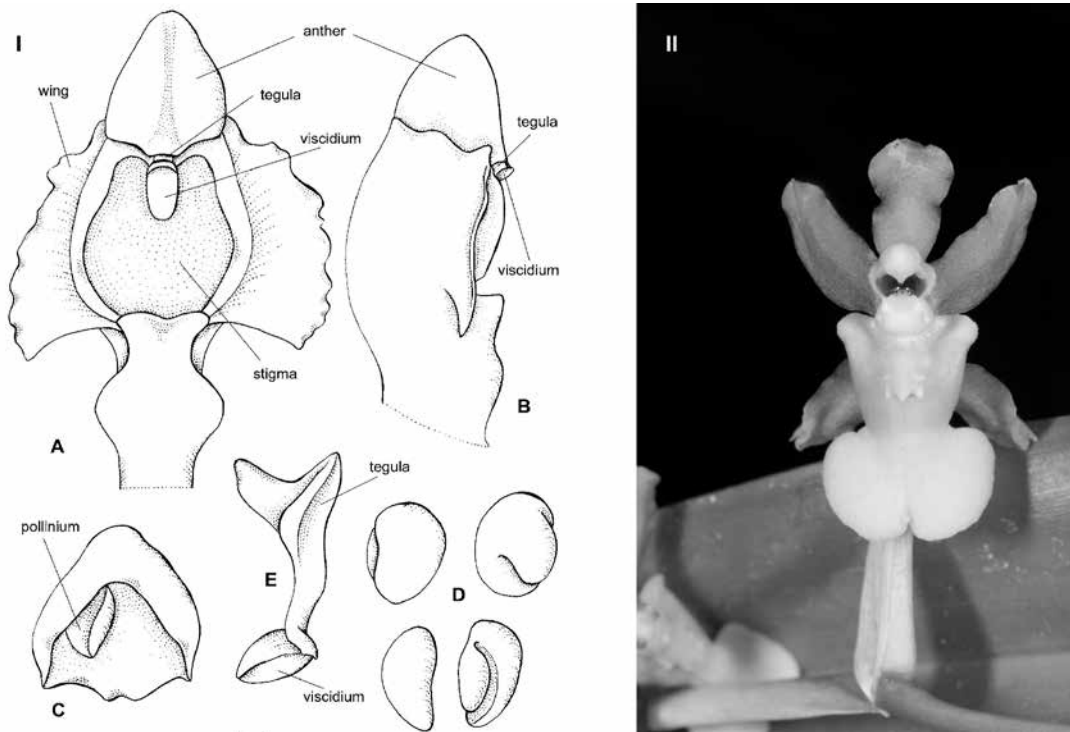 I
anther
wing
tegula
viscidium
tegula
viscidium
stigma
A
B
pollinium
tegula
E
D
viscidium
C
II